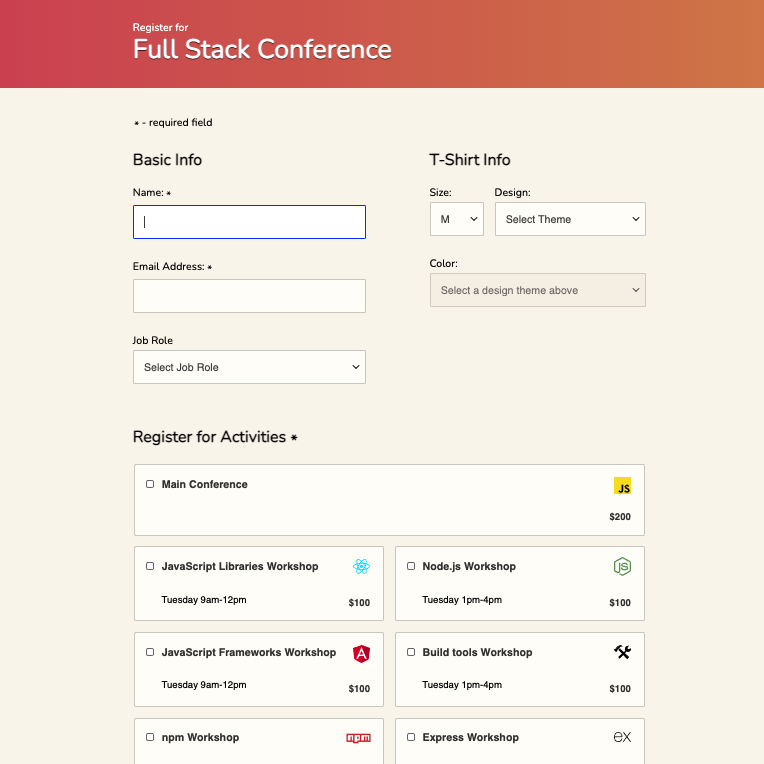 Register for
Full Stack Conference
* - required field
Basic Info
Name: *
Email Address: *
Job Role
Select Job Role
T-Shirt Info
Size:
Design:
M
Select Theme
Color:
Select a design theme above
Register for Activities *
Main Conference
JS
$200
JavaScript Libraries Workshop
Tuesday 9am-12pm
$100
Node.js Workshop
JS
Tuesday 1pm-4pm
$100
JavaScript Frameworks Workshop
A
Tuesday 9am-12pm
$100
Build tools Workshop
Tuesday 1pm-4pm
$100
npm Workshop
npm
Express Workshop
ex